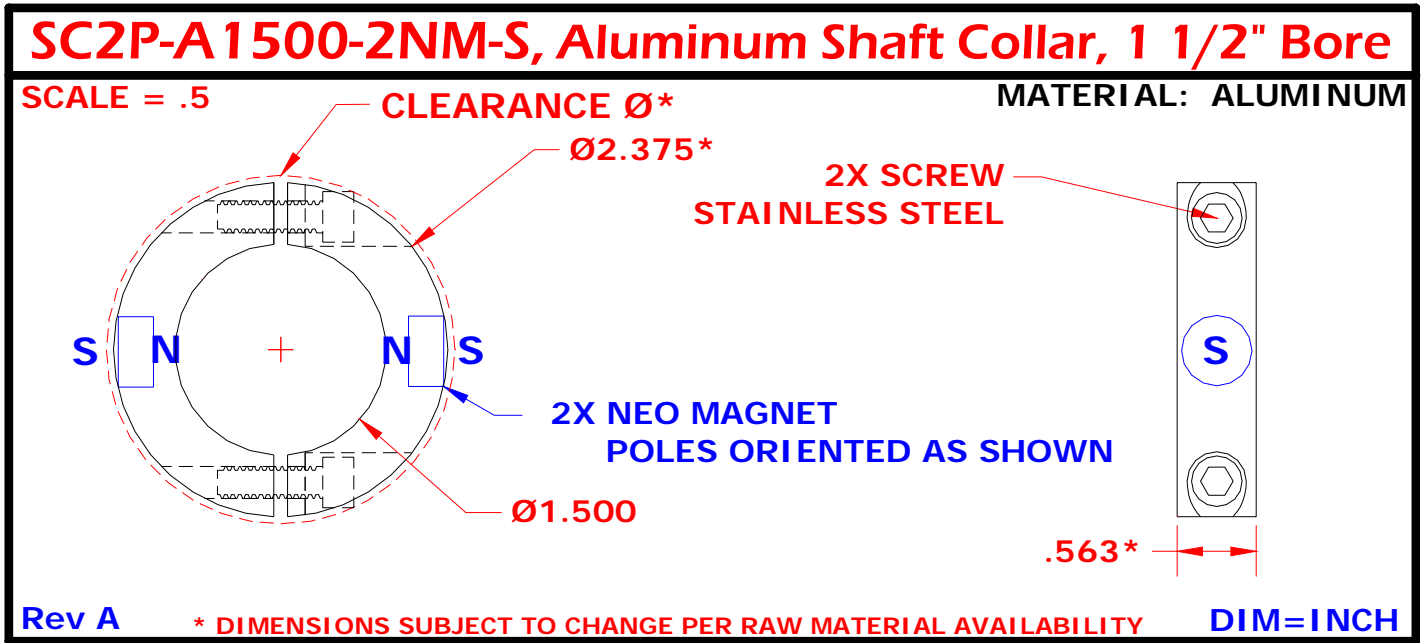 SC2P-A1500-2NM-S, Aluminum Shaft Collar, 1 1/2" Bore
SCALE = .5
CLEARANCE Ø*
MATERIAL: ALUMINUM
Ø2.375*
2X SCREW
STAINLESS STEEL
S N N S
S
2X NEO MAGNET
POLES ORIENTED AS SHOWN
Ø1.500
.563*
Rev A
* DIMENSIONS SUBJECT TO CHANGE PER RAW MATERIAL AVAILABILITY
DIM=INCH